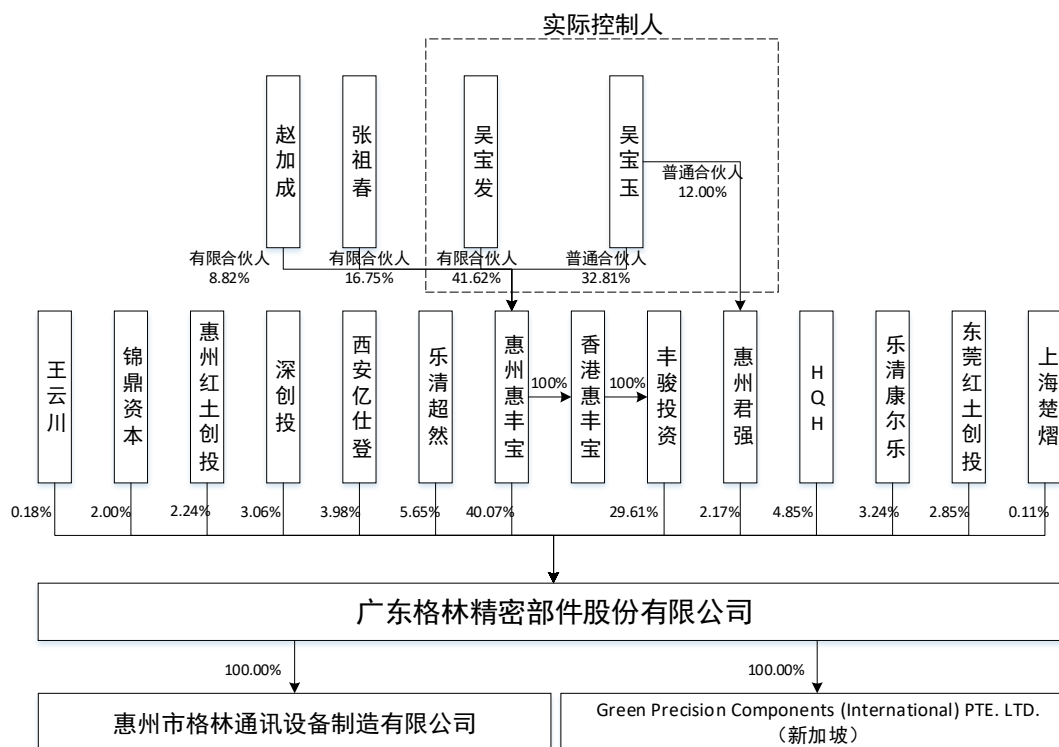 实际控制人
赵加成
张祖春
吴宝发
吴宝玉
普通合伙人
12.00%
有限合伙人
8.82%
有限合伙人
16.75%
有限合伙人
41.62%
普通合伙人
32.81%
王云川
锦鼎资本
惠州红土创投
深创投
西安亿仕登
乐清超然
惠州惠丰宝
100%
香港惠丰宝
100%
丰骏投资
惠州君强
HQH
乐清康尔乐
东莞红土创投
上海楚熠
0.18%
2.00%
2.24%
3.06%
3.98%
5.65%
40.07%
29.61%
2.17%
4.85%
3.24%
2.85%
0.11%
广东格林精密部件股份有限公司
100.00%
100.00%
惠州市格林通讯设备制造有限公司
Green Precision Components (International) PTE. LTD.
（新加坡）